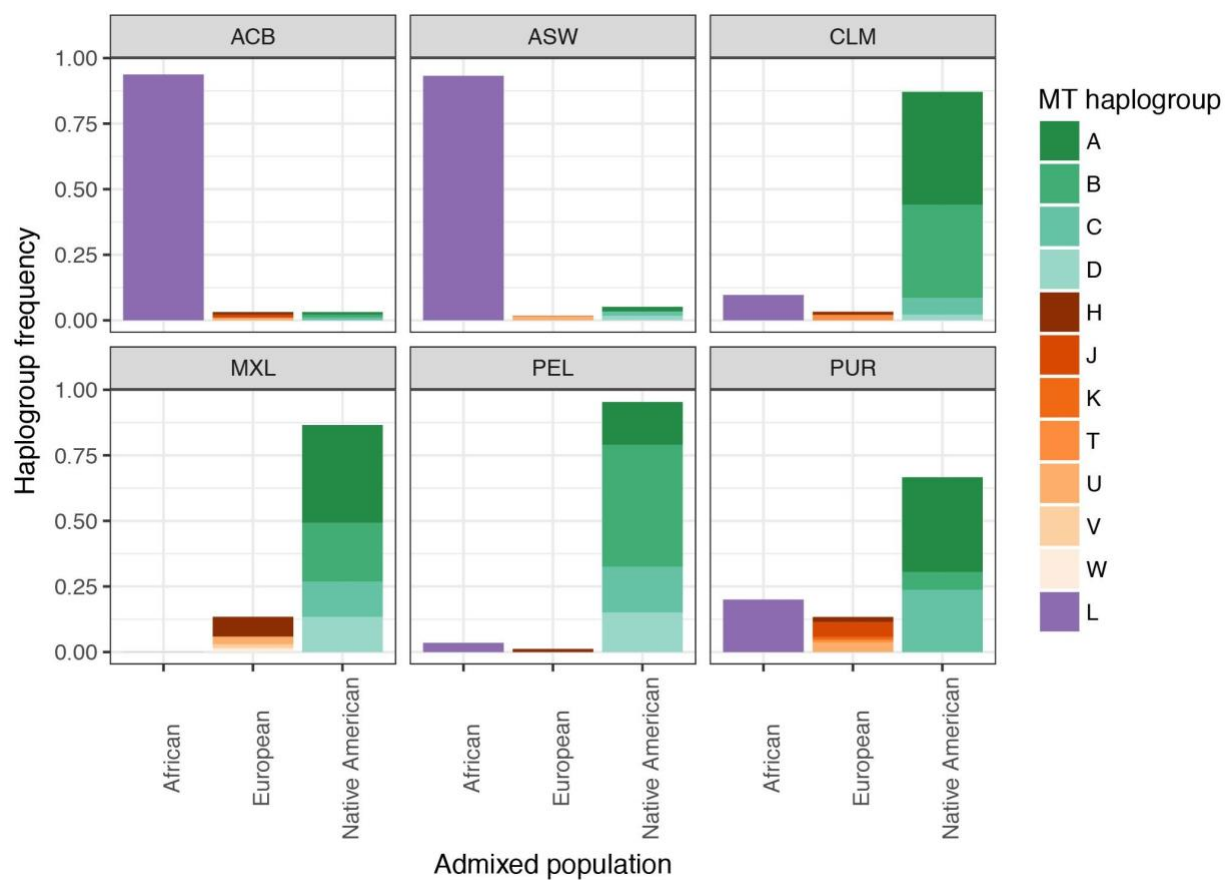 ACB
ASW
CLM
1.00
0.75
0.50
0.25
0.00
MXL
PEL
PUR
1.00
0.75
0.50
0.25
0.00
Haplogroup frequency
African
European
Native American
African
European
Native American
African
European
Native American
Admixed population
MT haplogroup
A
B
C
D
H
J
K
T
U
V
W
L